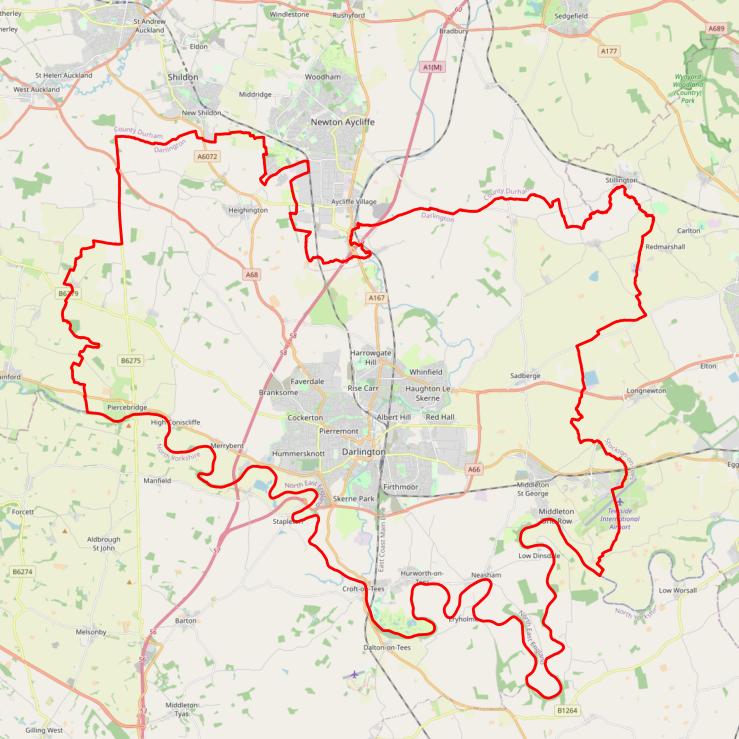 Windlestone
Rushyford
60
Sedgefield
A689
St Andrew
Auckland
Eldon
Bradbury
A177
St Helen Auckland
Shildon
Woodham
A1(M)
West Auckland
Middridge
Wynyard
Woodland
(Country)
Park
New Shildon
Newton Aycliffe
County Durham
Darlington
A6072
Stillington
Aycliffe Village
County Durham
Heighington
Darlington
Carlton
Redmarshall
A68
B6279
A167
58
58
Harrowgate
Hill
B6275
Whinfield
Elton
Faverdale
Rise Carr
Haughton Le
Skerne
Sadberge
Longnewton
Branksome
Piercebridge
Cockerton
Albert Hill
Red Hall
High Coniscliffe
Pierremont
Merrybent
Hummersknott
Darlington
North Yorkshire
A66
Manfield
North East
Firthmoor
Middleton
St George
Skerne Park
Forcett
Stapleton
Middleton
One Row
Teesside
International
Airport
Aldbrough
St John
57
East Coast Main Line
Low Dinsdale
B6274
Hurworth-on-
Tees
Neasham
Croft-on-Tees
Low Worsall
North Yorkshire
Barton
North East England
56
Melsonby
Dalton-on-Tees
Middleton
Tyas
B1264
Gilling West